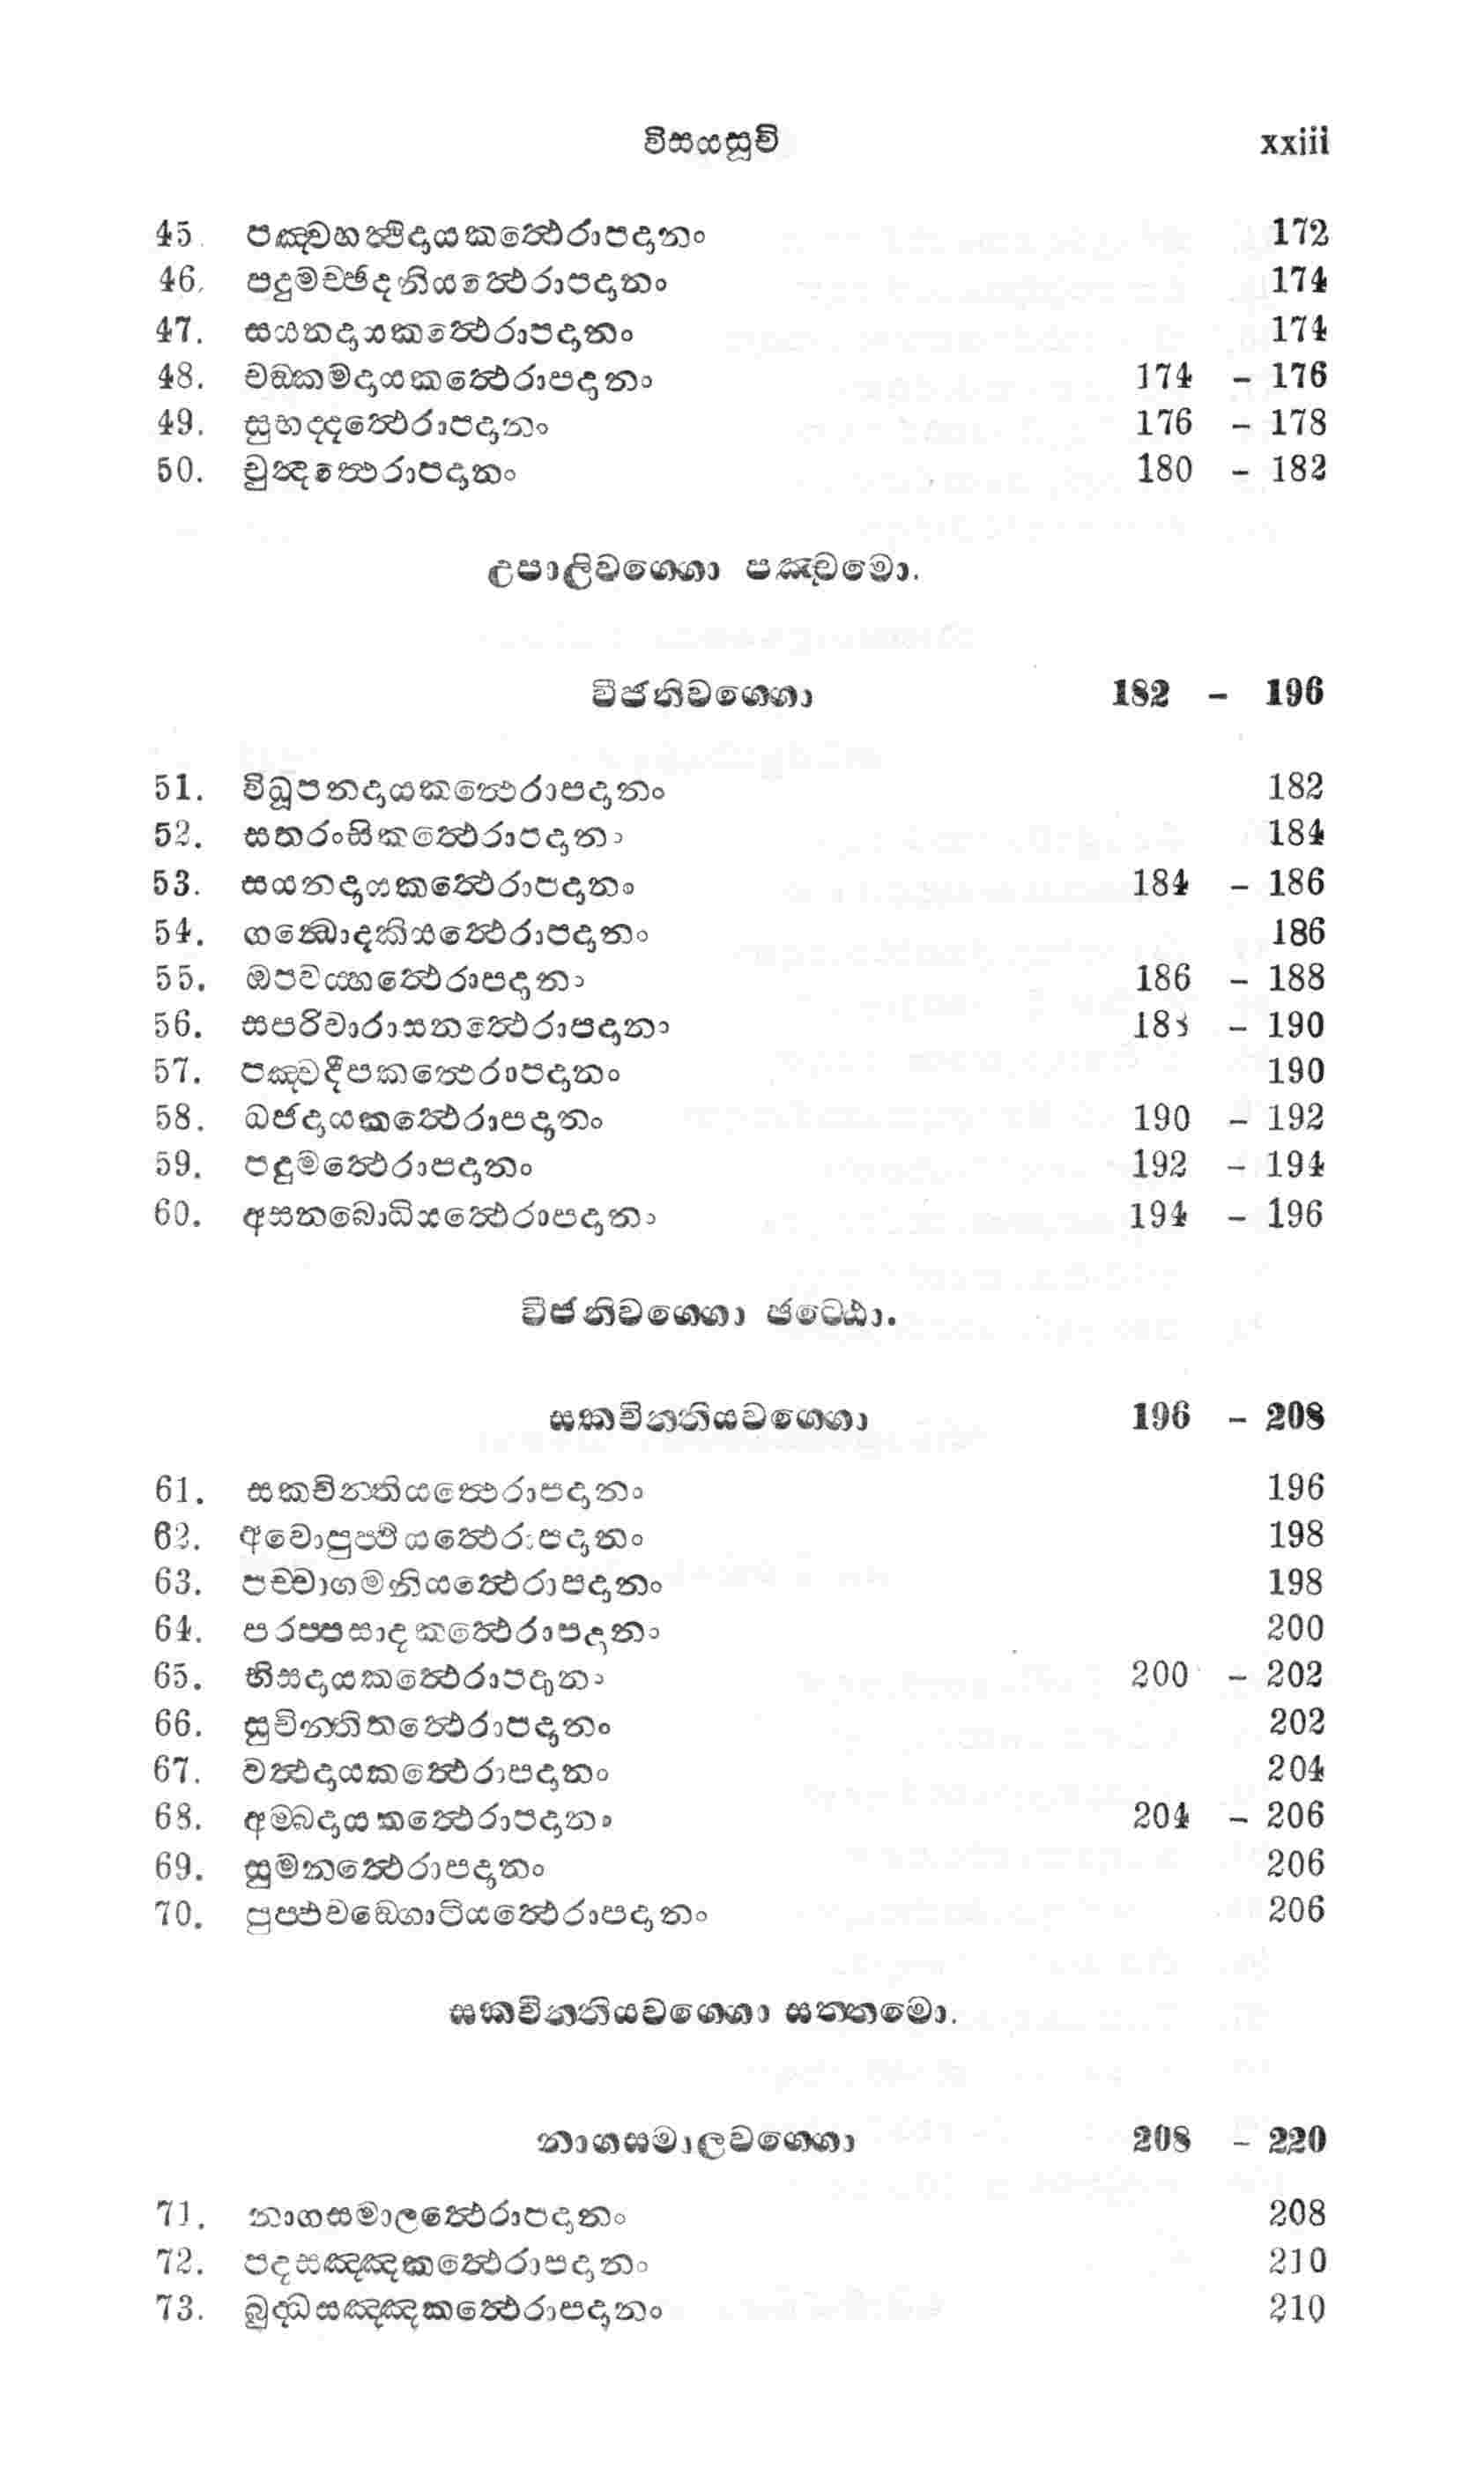 විසයසූචි xxiii
45. පඤ්චහත්‍ථිදායකත්‍ථෙරාපදානං 172
46. පදුමච්ඡදනියත්‍ථෙරාපදානං 174
47. සයනදායකත්‍ථෙරාපදානං 174
48. චඞ්කමදායකත්‍ථෙරාපදානං 174 - 176
49. සුභද්දත්‍ථෙරාපදානං 176 - 178
50. චුන්‍දත්‍ථෙරාපදානං 180 - 182
උපාලිවග්ගො පඤ්චමො.
වීජනිවග්ගො 182 - 196
51. විධූපනදායකත්‍ථෙරාපදානං 182
52. සතරංසිකත්‍ථෙරාපදානං 184
53. සයනදායකත්‍ථෙරාපදානං 184 - 186
54. ගන්‍ධොදකියත්‍ථෙරාපදානං 186
55. ඔපවය්හත්‍ථෙරාපදානං 186 - 188
56. සපරිවාරාසනත්‍ථෙරාපදානං 188 - 190
57. පඤ්චදීපකත්‍ථෙරාපදානං 190
58. ධජදායකත්‍ථෙරාපදානං 190 - 192
59. පදුමත්‍ථෙරාපදානං 192 - 194
60. අසනබොධියත්‍ථෙරාපදානං 194 - 196
වීජනිවග්ගො ඡට්ඨො.
සකචින්තනියවග්ගො 196 - 208
61. සකචින්තනියත්‍ථෙරාපදානං 196
62. අවොපුප්ඵියත්‍ථෙරාපදානං 198
63. පච්චාගමනියත්‍ථෙරාපදානං 198
64. පරප්පසාදකත්‍ථෙරාපදානං 200
65. භිසදායකත්‍ථෙරාපදානං 200 - 202
66. සුචින්තිතත්‍ථෙරාපදානං 202
67. වත්‍ථදායකත්‍ථෙරාපදානං 204
68. අම්බදායකත්‍ථෙරාපදානං 204 - 206
69. සුමනත්‍ථෙරාපදානං 206
70. පුප්ඵචඞ්ගොටියත්‍ථෙරාපදානං 206
සකචින්තනියවග්ගො සත්තමො.
නාගසමාලවග්ගො 208 - 220
71. නාගසමාලත්‍ථෙරාපදානං 208
72. පදසඤ්ඤකත්‍ථෙරාපදානං 210
73. බුද්ධසඤ්ඤකත්‍ථෙරාපදානං 210